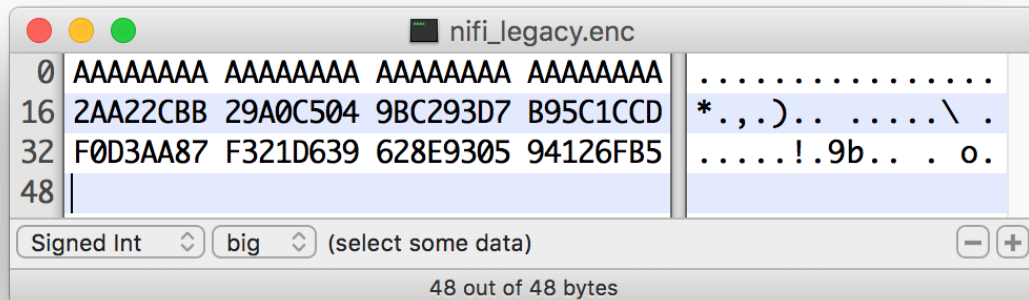 nifi_legacy.enc
0 AAAAAAAA AAAAAAAA AAAAAAAA AAAAAAAA ................
16 2AA22CBB 29A0C504 9BC293D7 B95C1CCD *.,.).. .....\ .
32 F0D3AA87 F321D639 628E9305 94126FB5 .....!.9b.. . o.
48
Signed Int big (select some data)
48 out of 48 bytes